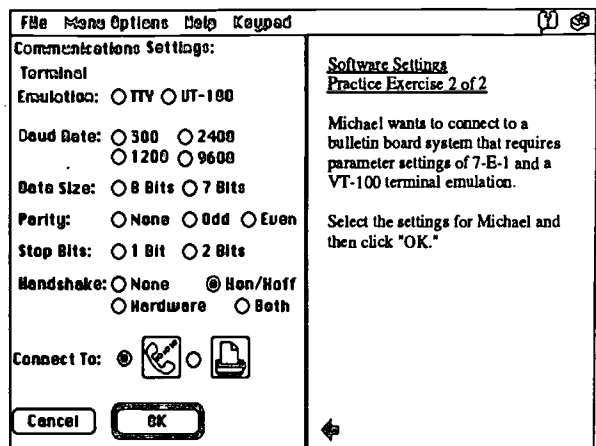 File Menu Options Help Keypad
Communications Settings:
Terminal
Emulation: TTY VT-100
Baud Rate: 300 2400
1200 9600
Data Size: 8 Bits 7 Bits
Parity: None Odd Even
Stop Bits: 1 Bit 2 Bits
Handshake: None Xon/Xoff
Hardware Both
Connect To:
Cancel OK
Software Settings
Practice Exercise 2 of 2
Michael wants to connect to a
bulletin board system that requires
parameter settings of 7-E-1 and a
VT-100 terminal emulation.
Select the settings for Michael and
then click "OK."